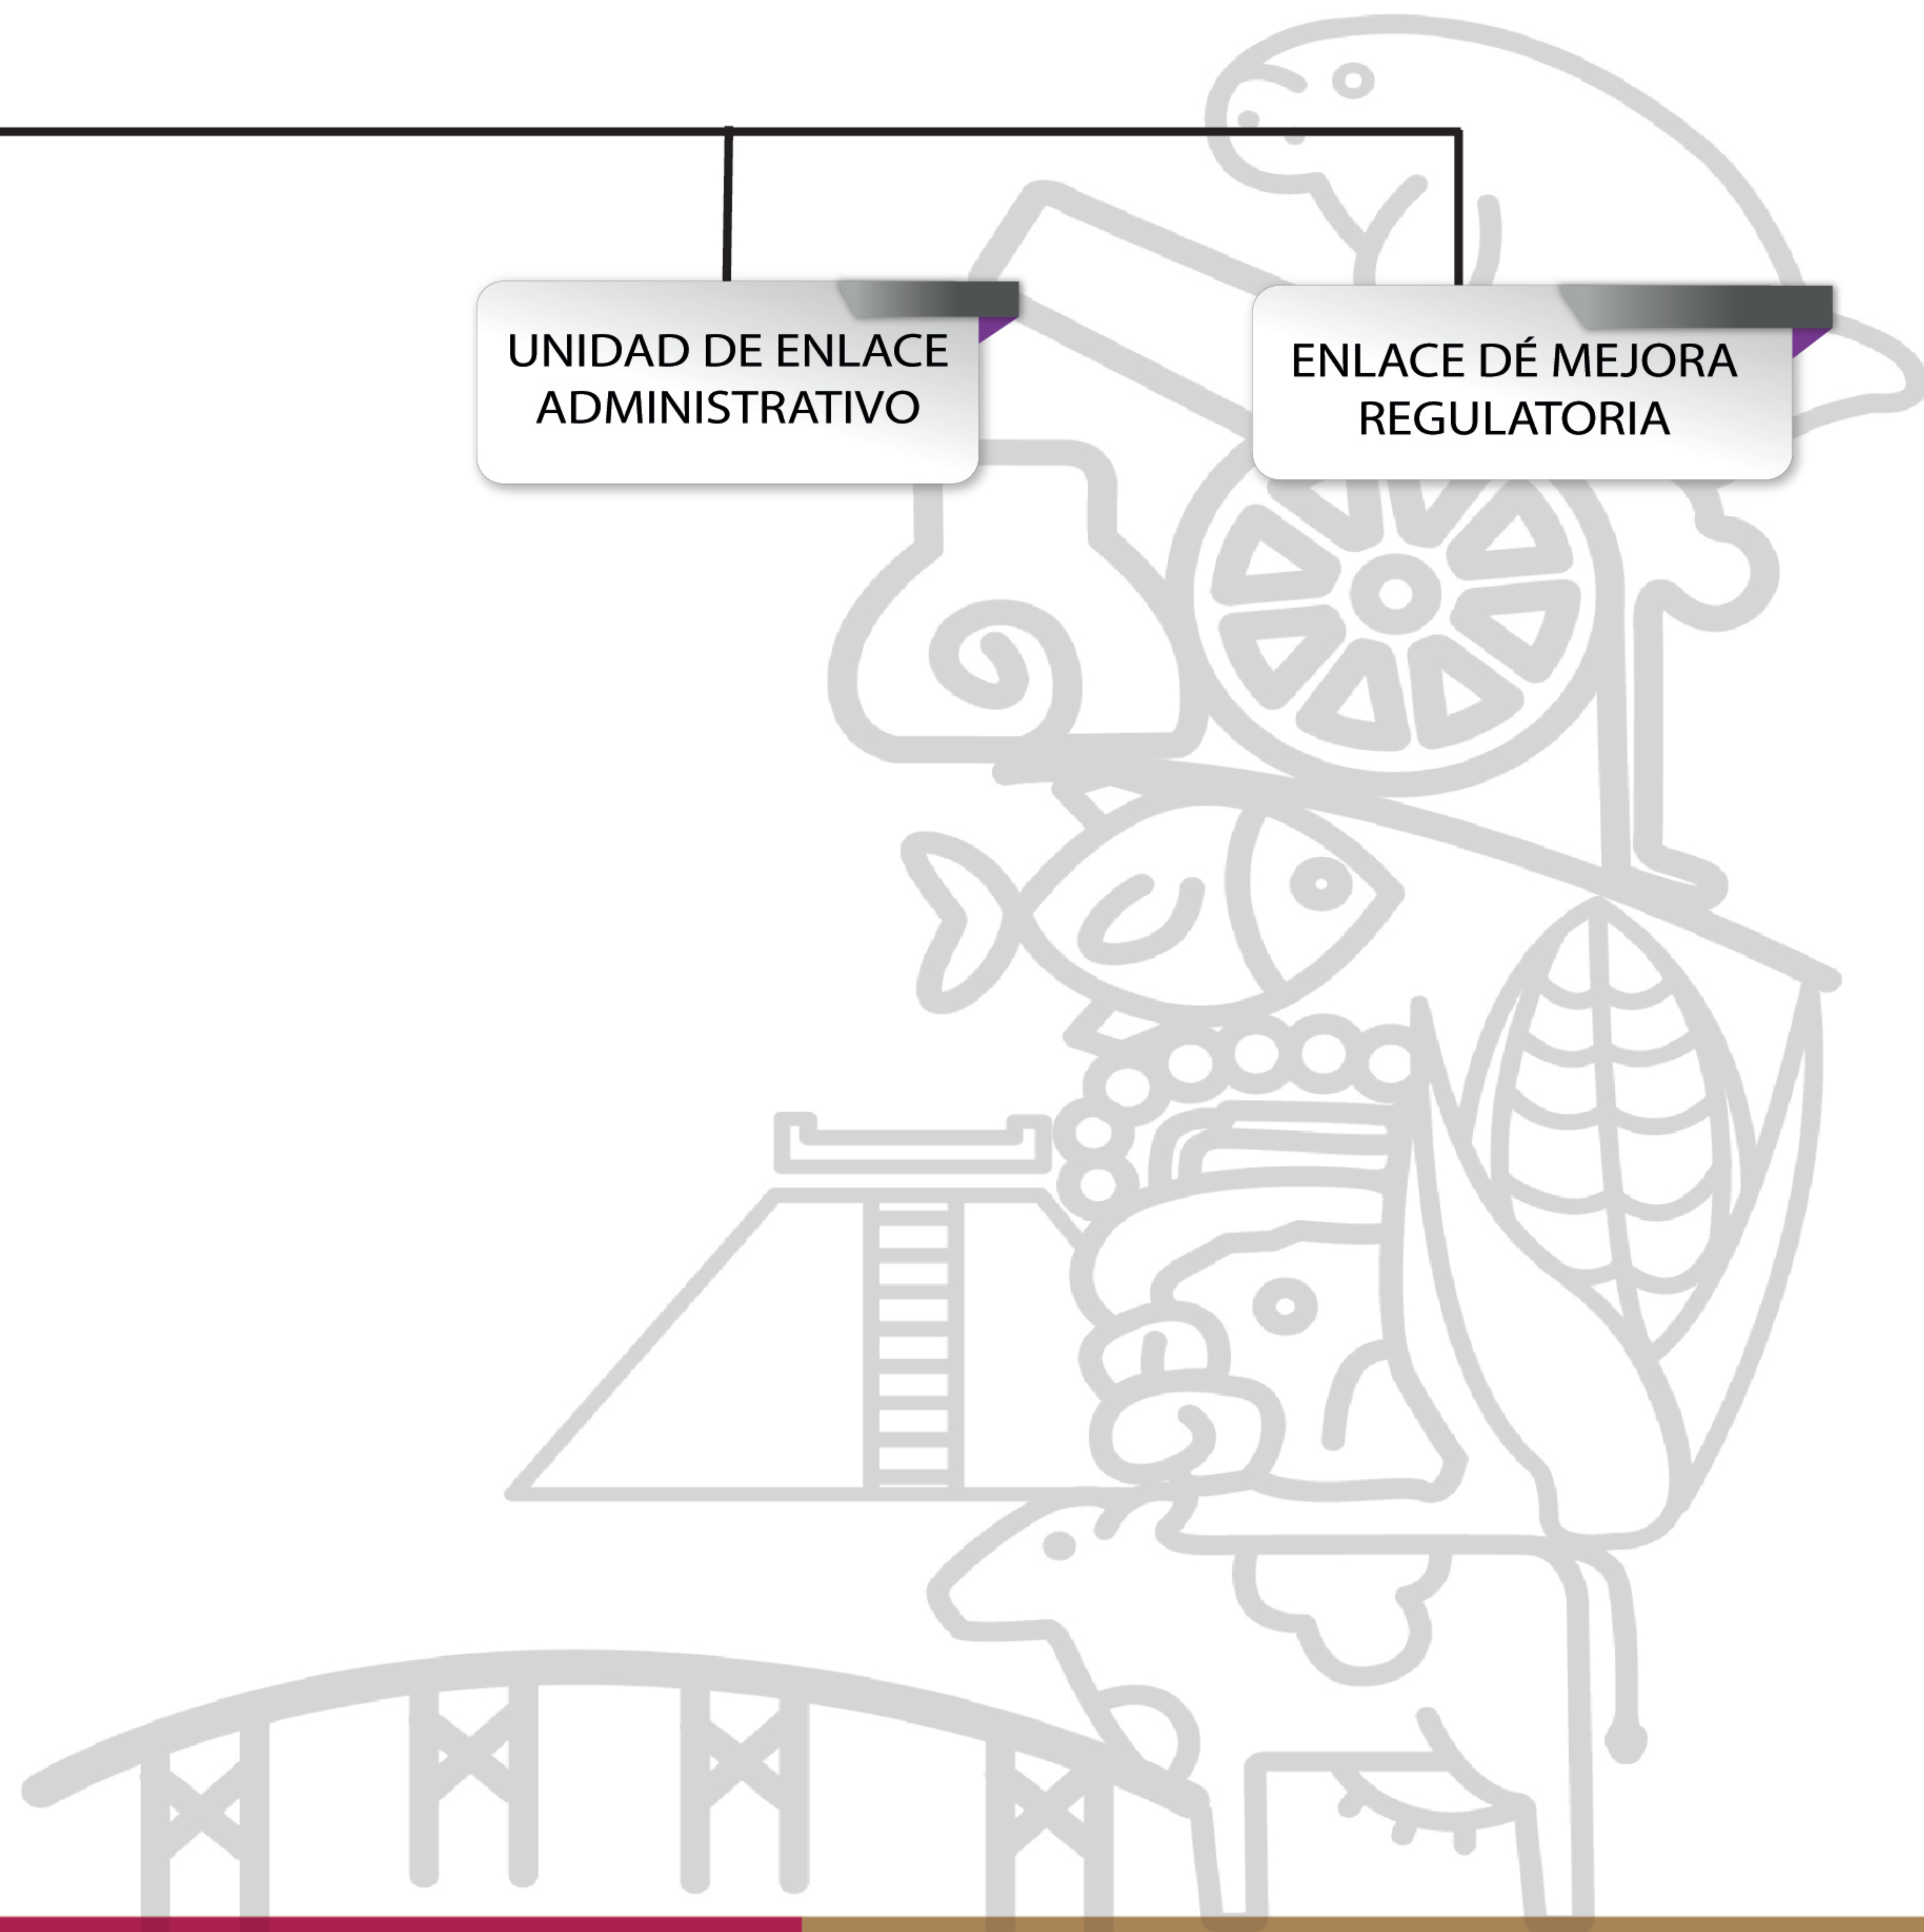 UNIDAD DE ENLACE
ADMINISTRATIVO
ENLACE DÉ MEJORA
REGULATORIA